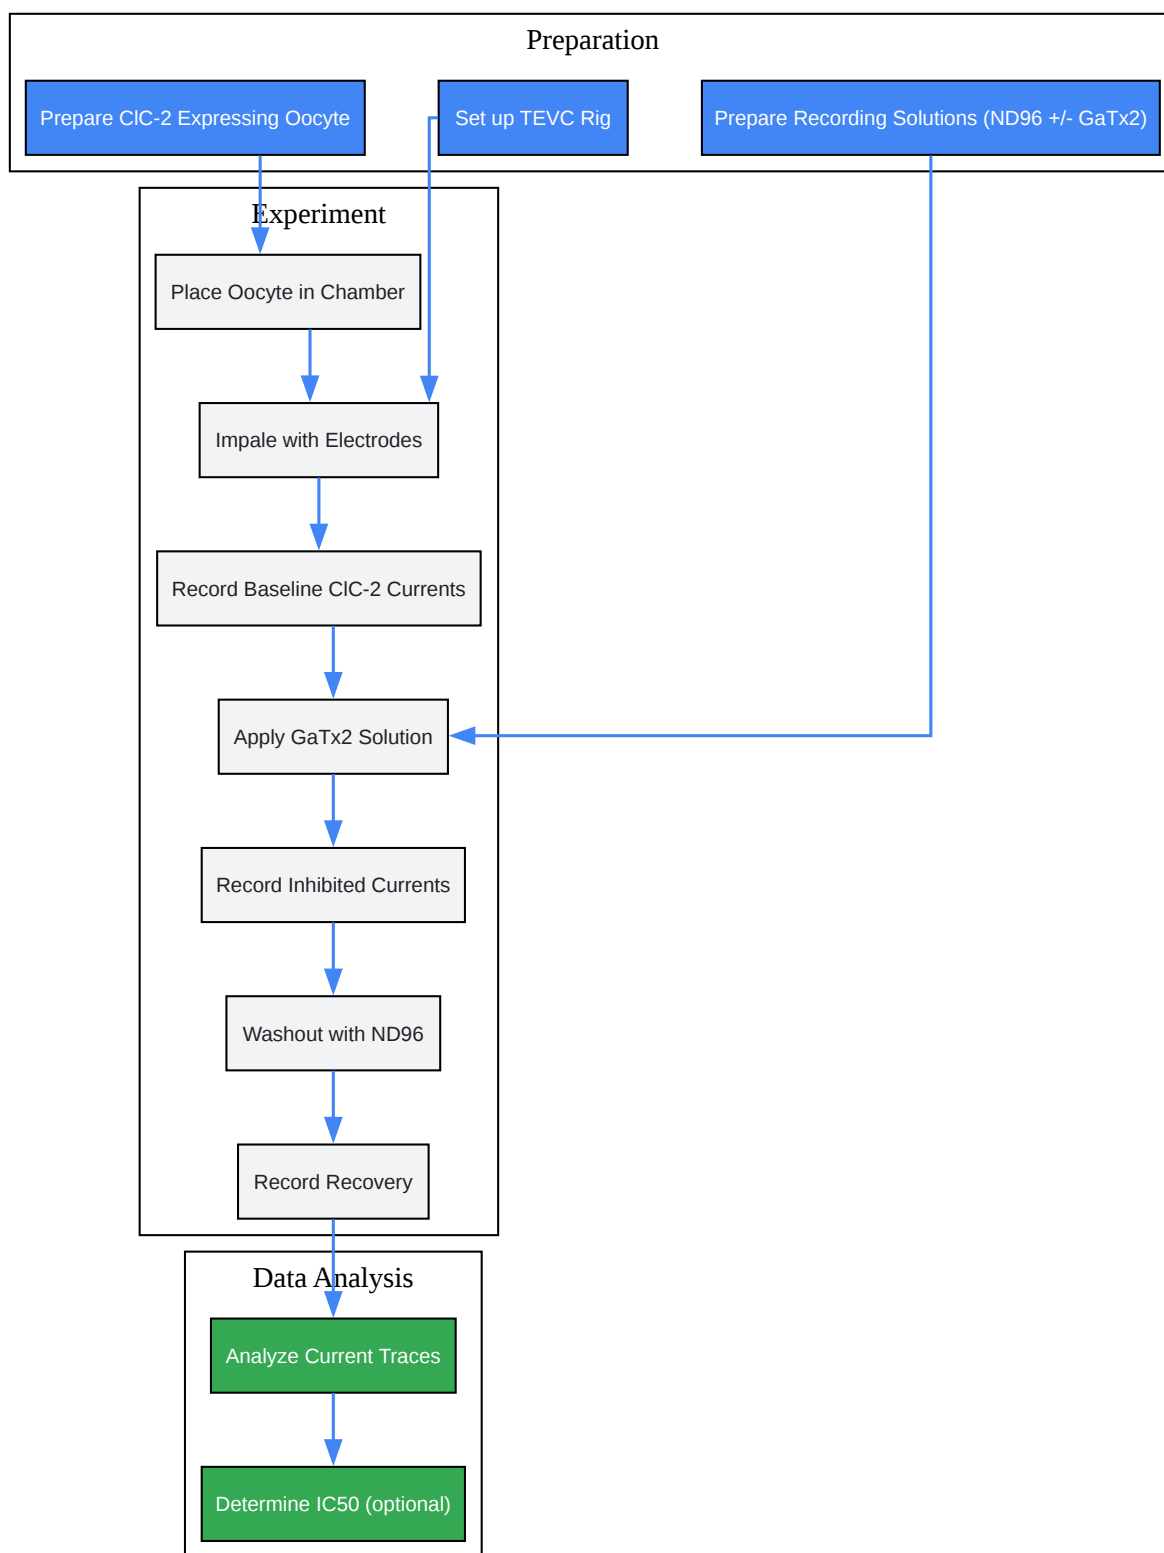 Preparation
Prepare ClC-2 Expressing Oocyte
Set up TEVC Rig
Prepare Recording Solutions (ND96 +/- GaTx2)
Experiment
Place Oocyte in Chamber
Impale with Electrodes
Record Baseline ClC-2 Currents
Apply GaTx2 Solution
Record Inhibited Currents
Washout with ND96
Record Recovery
Data Analysis
Analyze Current Traces
Determine IC50 (optional)